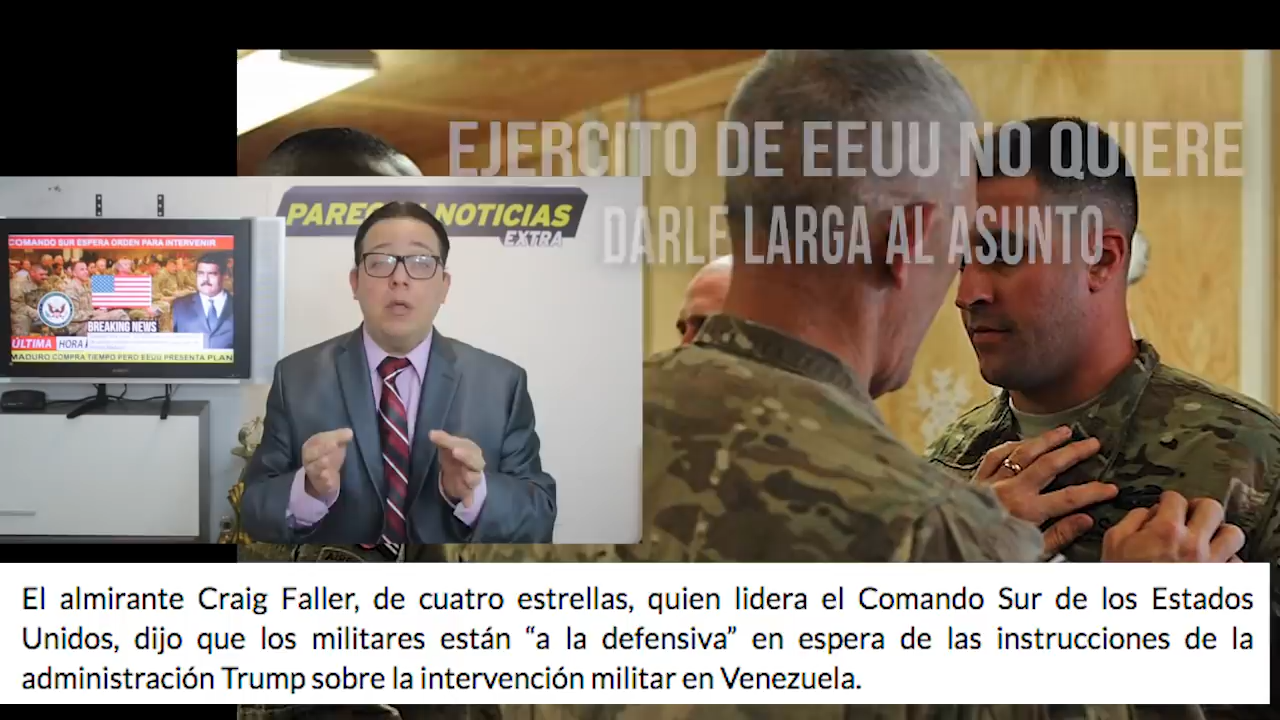 EJERCITO DE EEUU NO QUIERE
DARLE LARGA AL ASUNTO
NOTICIAS
EXTRA
COMANDO SUR ESPERA ORDEN PARA INTERVENIR
BREAKING NEWS
ÚLTIMA HORA
MADURO COMPRA TIEMPO PERO EEUU PRESENTA PLAN
El almirante Craig Faller, de cuatro estrellas, quien lidera el Comando Sur de los Estados
Unidos, dijo que los militares están “a la defensiva” en espera de las instrucciones de la
administración Trump sobre la intervención militar en Venezuela.